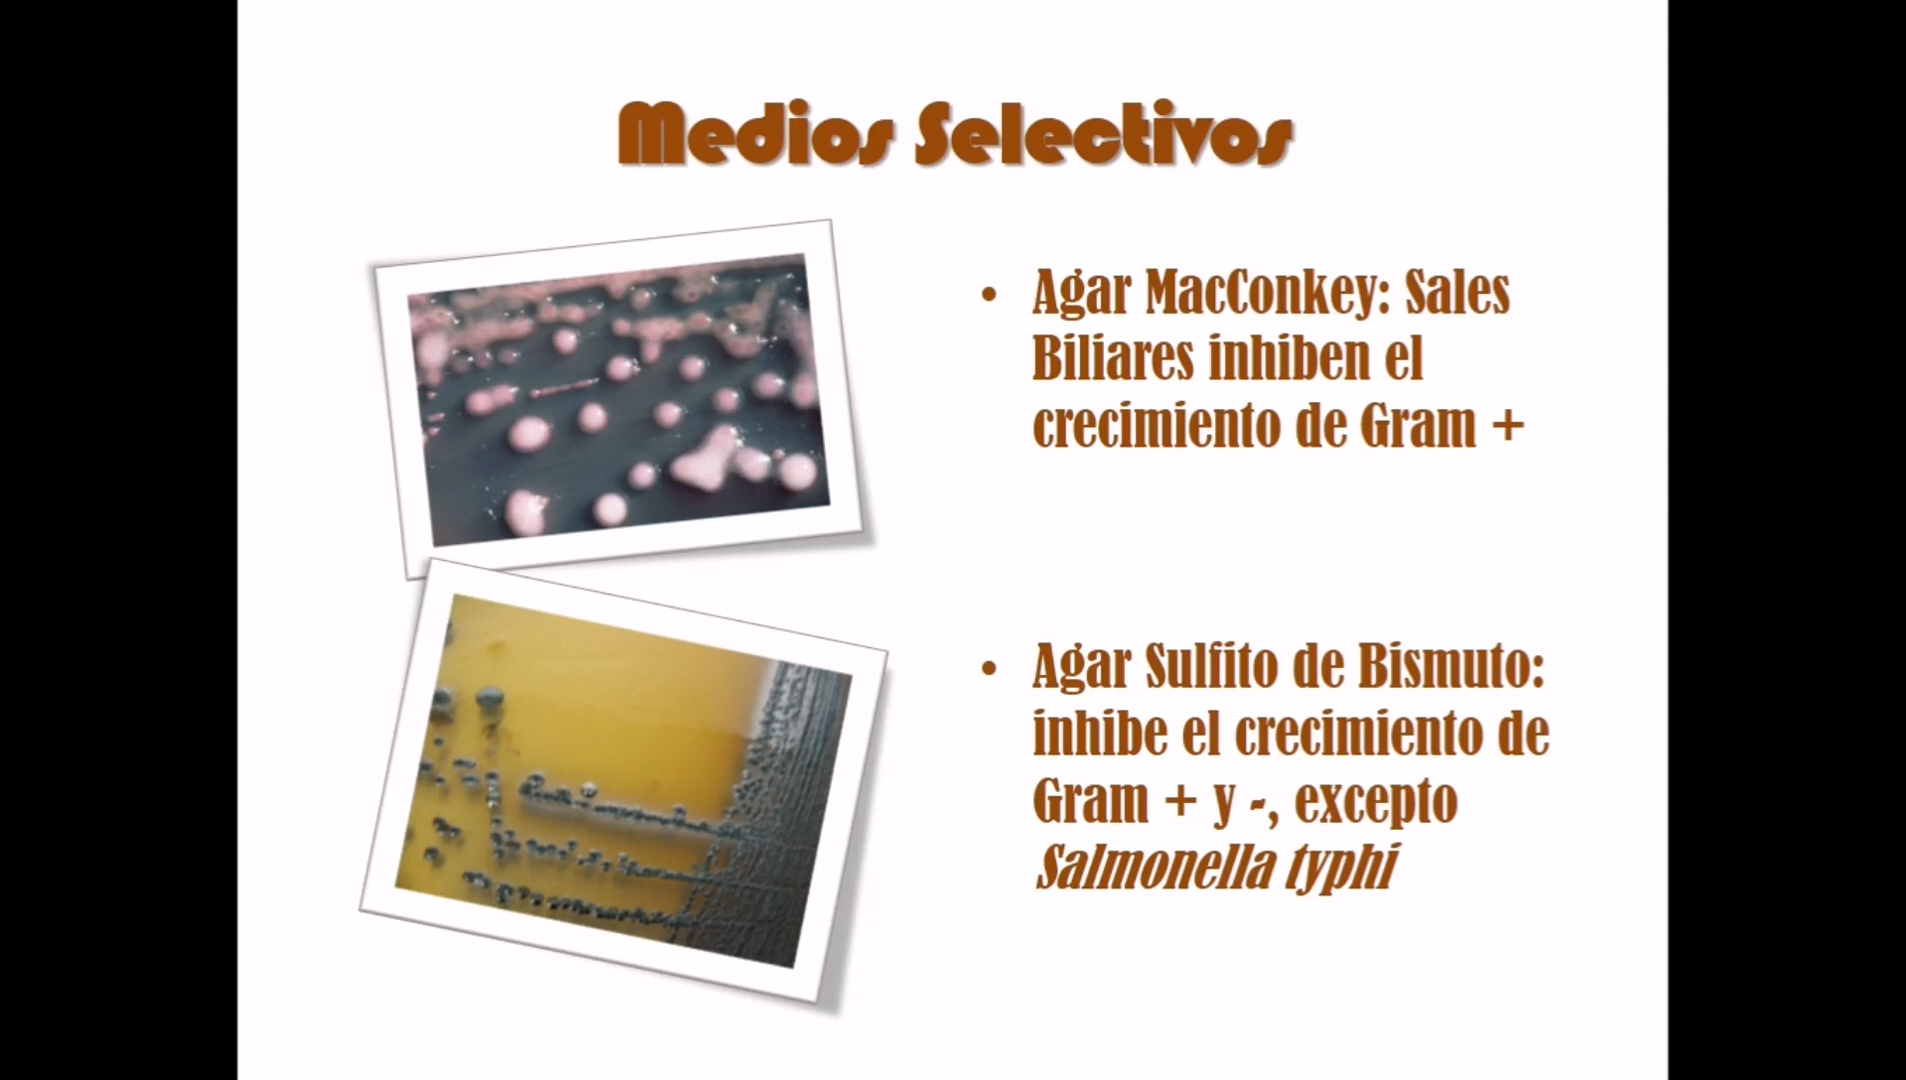 Medios Selectivos
• Agar MacConkey: Sales
Biliares inhiben el
crecimiento de Gram +
• Agar Sulfito de Bismuto:
inhibe el crecimiento de
Gram + y -, excepto
Salmonella typhi